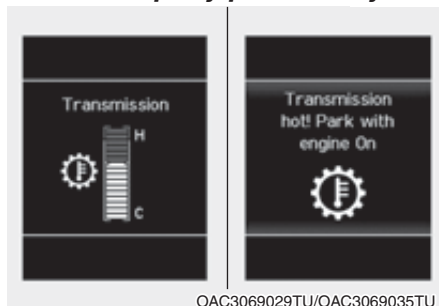 Transmission
H
C
Transmission
hot! Park with
engine On
OAC3069029TU/OAC3069035TU